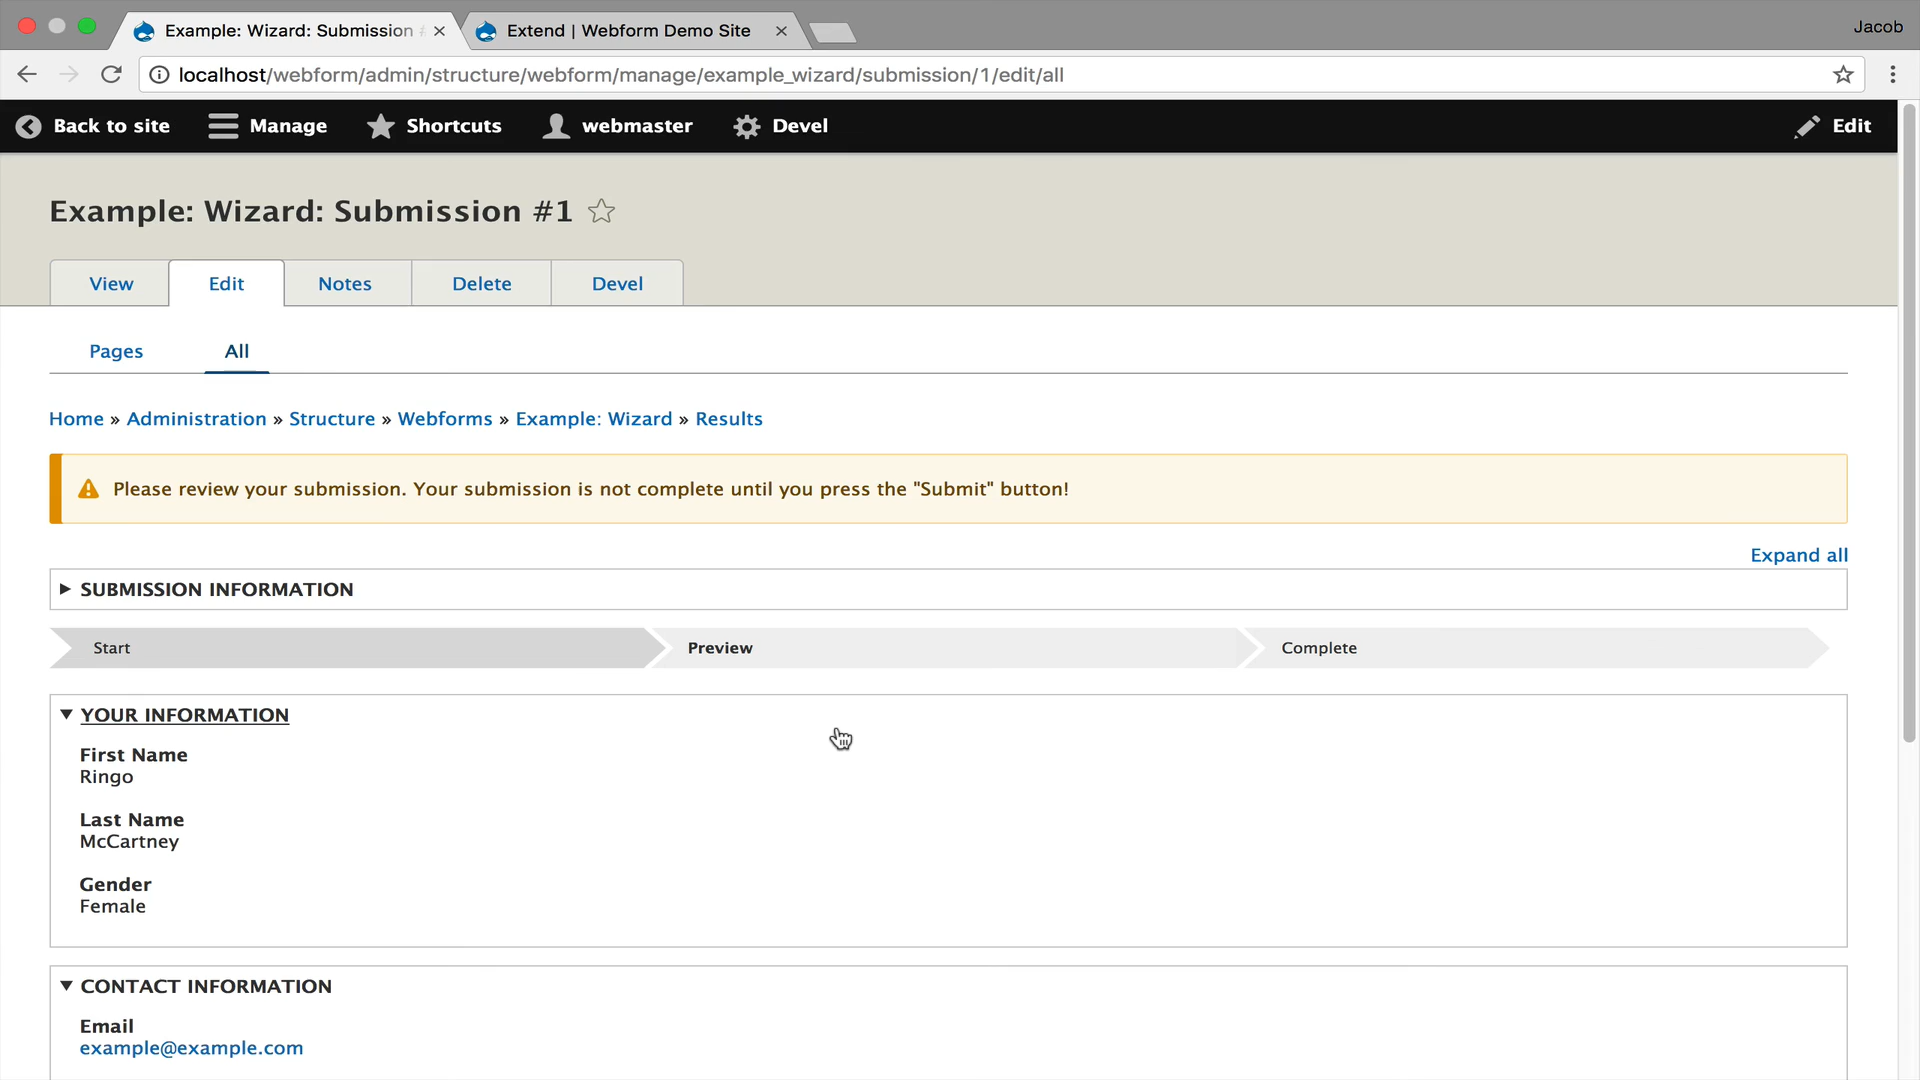 Example: Wizard: Submission
Extend | Webform Demo Site
Jacob
localhost/webform/admin/structure/webform/manage/example_wizard/submission/1/edit/all
Back to site
Manage
Shortcuts
webmaster
Devel
Edit
Example: Wizard: Submission #1
View
Edit
Notes
Delete
Devel
Pages
All
Home » Administration » Structure » Webforms » Example: Wizard » Results
Please review your submission. Your submission is not complete until you press the "Submit" button!
Expand all
SUBMISSION INFORMATION
Start
Preview
Complete
YOUR INFORMATION
First Name
Ringo
Last Name
McCartney
Gender
Female
CONTACT INFORMATION
Email
example@example.com